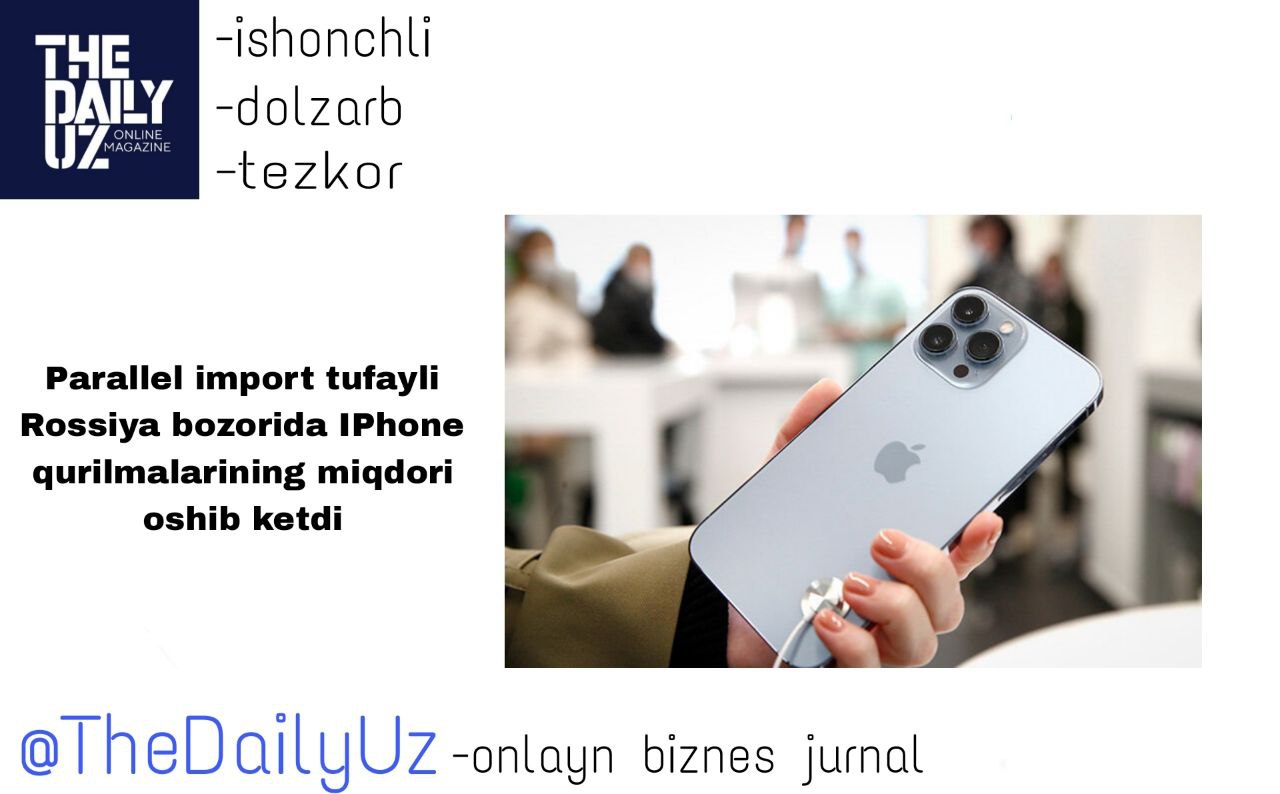 THE
DAILY
UZ ONLINE
MAGAZINE
-ishonchli
-dolzarb
-tezkor
Parallel import tufayli
Rossiya bozorida IPhone
qurilmalarining miqdori
oshib ketdi
@TheDailyUz -onlayn biznes jurnal